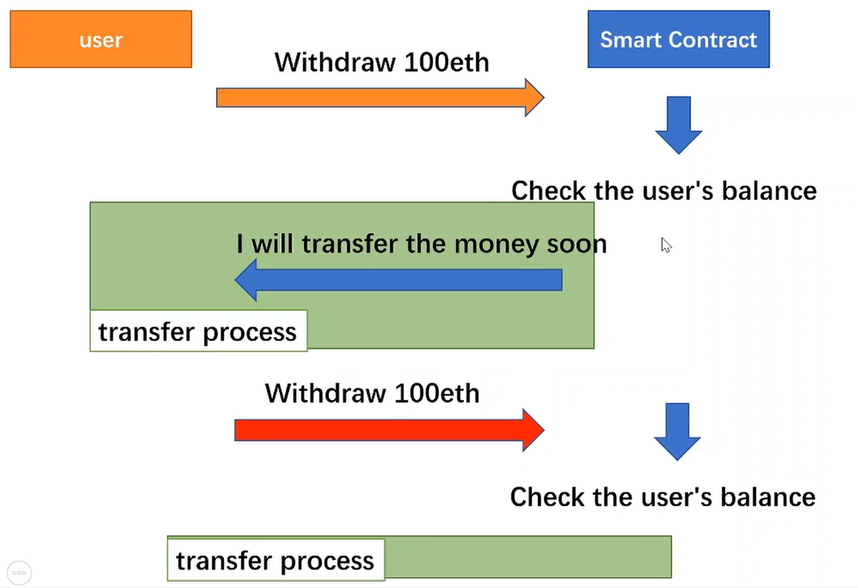 user
Smart Contract
Withdraw 100eth
Check the user's balance
I will transfer the money soon
transfer process
Withdraw 100eth
Check the user's balance
transfer process